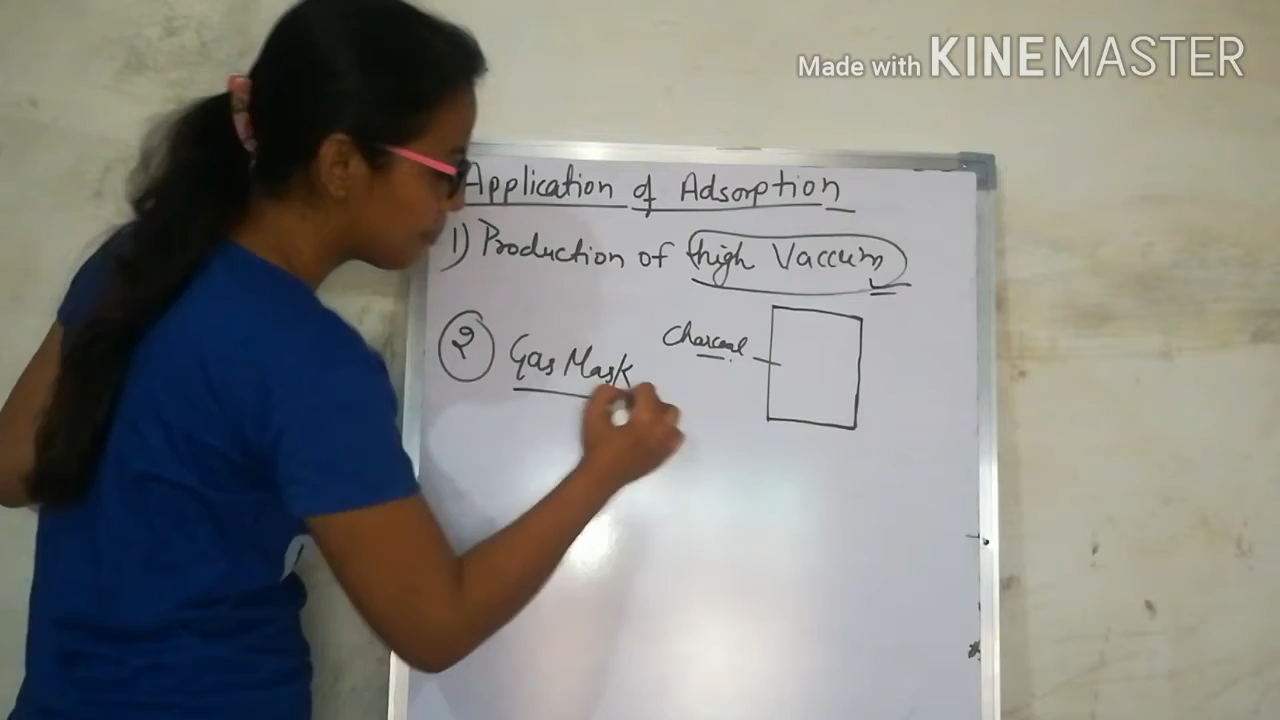 Made with KINEMASTER
Application of Adsorption
1) Production of high Vaccum
Charcoal
2 Gas Mask